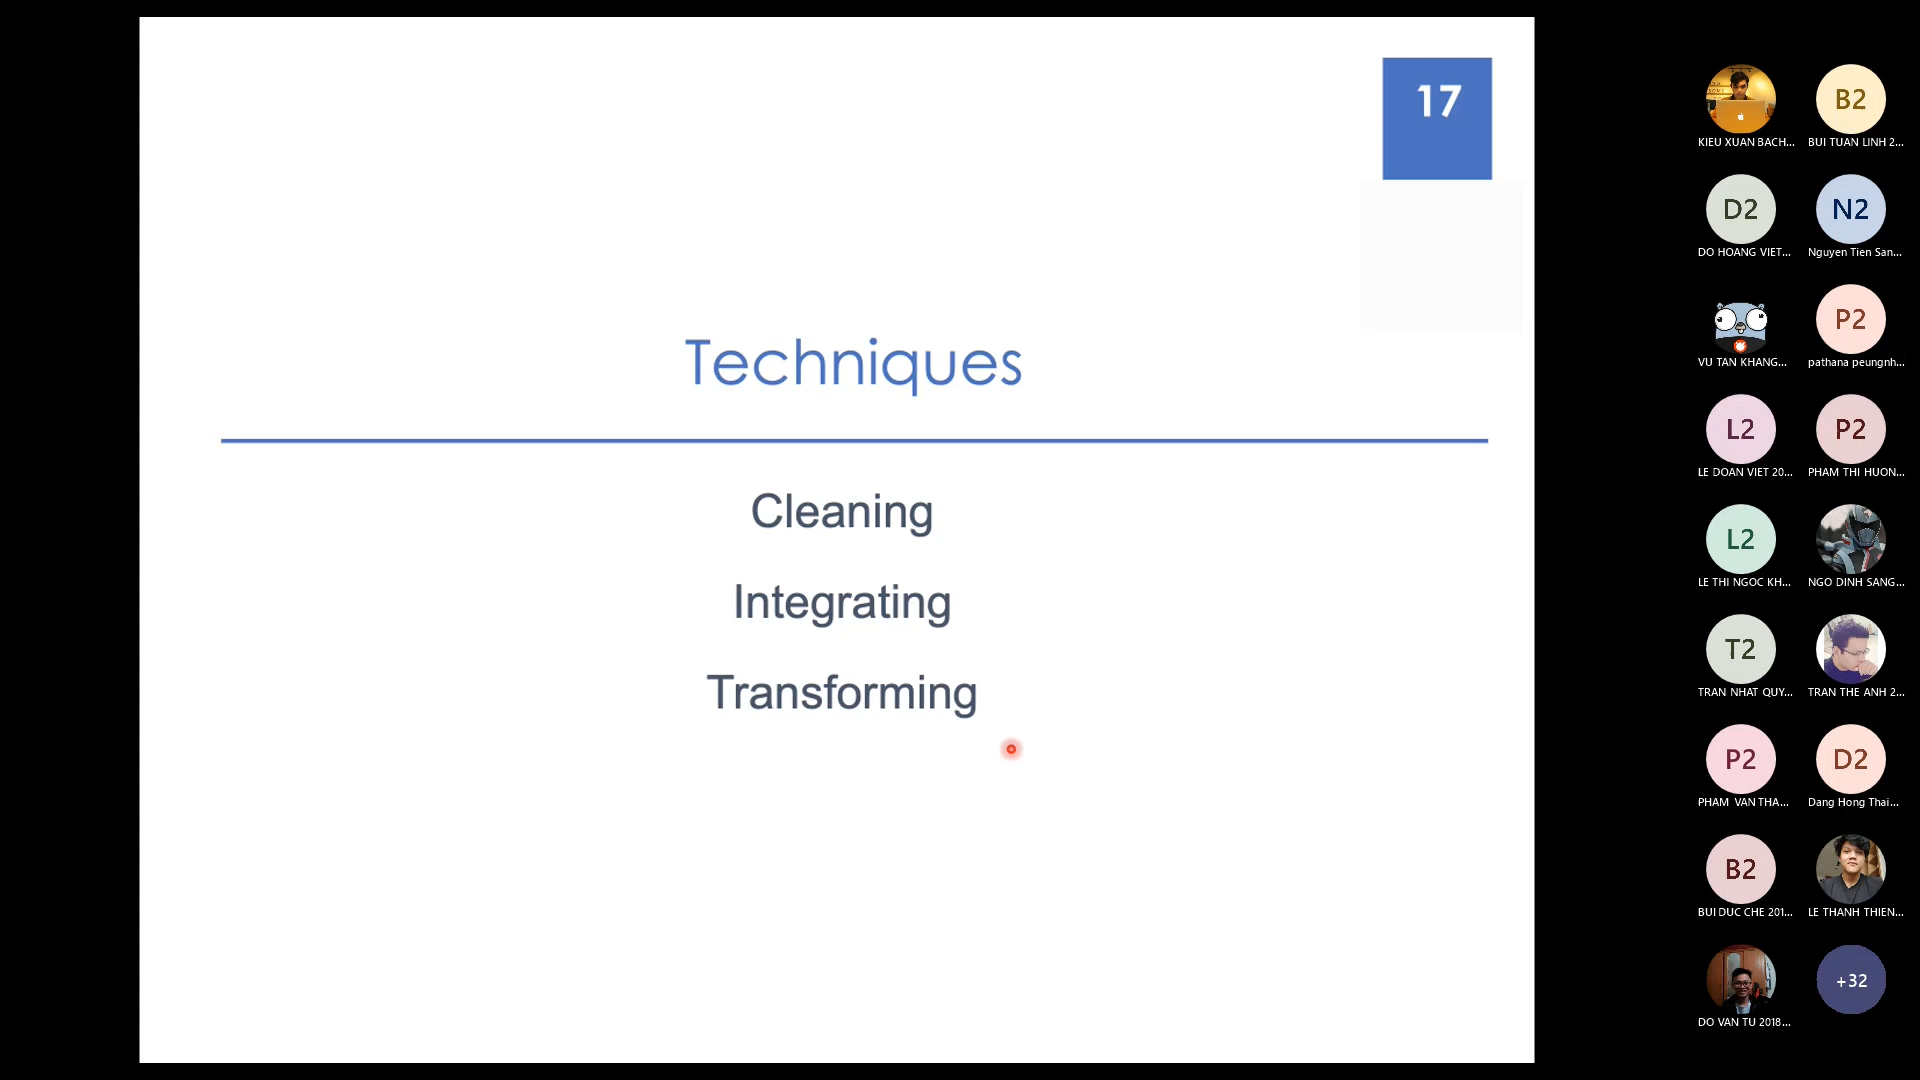 17
Techniques
Cleaning
Integrating
Transforming
B2
KIEU XUAN BACH...
BUI TUAN LINH 2...
D2
N2
DO HOANG VIET...
Nguyen Tien San...
P2
VU TAN KHANG...
pathana peungnh...
L2
P2
LE DOAN VIET 20...
PHAM THI HUON...
L2
LE THI NGOC KH...
NGO DINH SANG...
T2
TRAN NHAT QUY...
TRAN THE ANH 2...
P2
D2
PHAM VAN THA...
Dang Hong Thai...
B2
BUI DUC CHE 201...
LE THANH THIEN...
+32
DO VAN TU 2018...